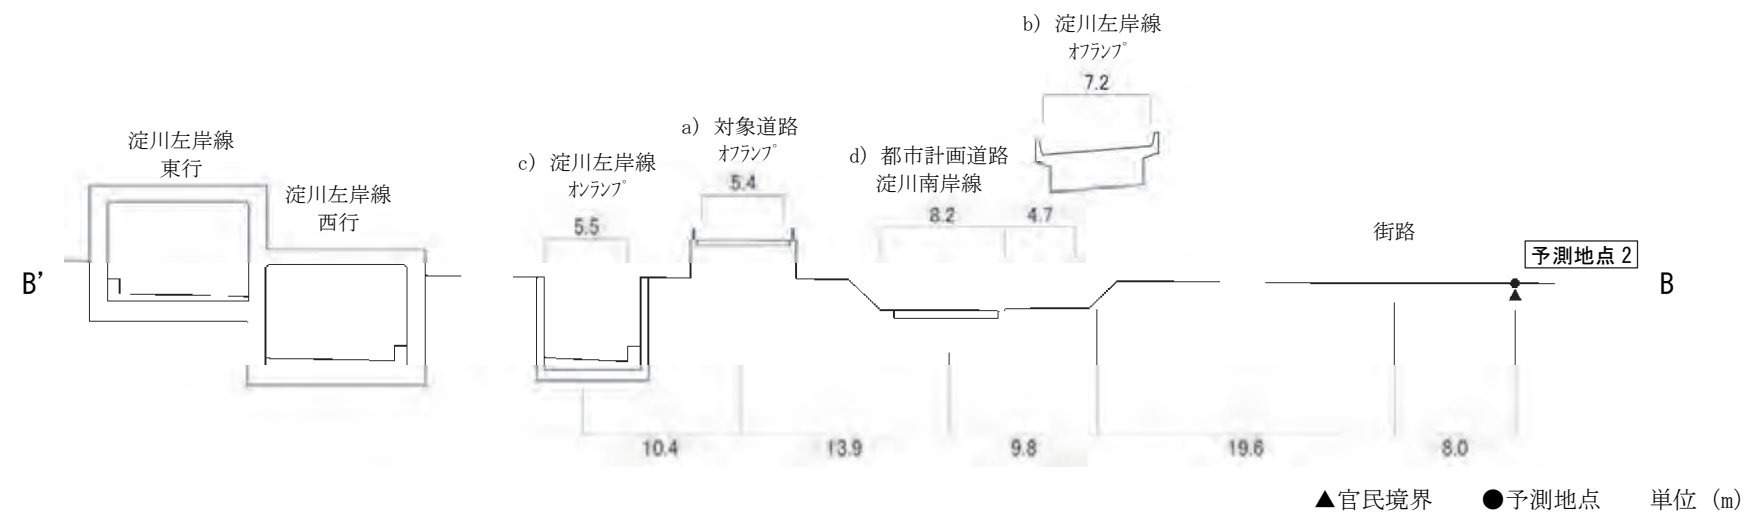 b) 淀川左岸線
ｵﾌﾗﾝﾌﾟ
7.2
淀川左岸線
東行
淀川左岸線
西行
c) 淀川左岸線
ｵﾝﾗﾝﾌﾟ
5.5
a) 対象道路
ｵﾌﾗﾝﾌﾟ
5.4
d) 都市計画道路
淀川南岸線
8.2
4.7
街路
予測地点2
B’
B
10.4
13.9
9.8
19.6
8.0
▲官民境界 ●予測地点 単位 (m)